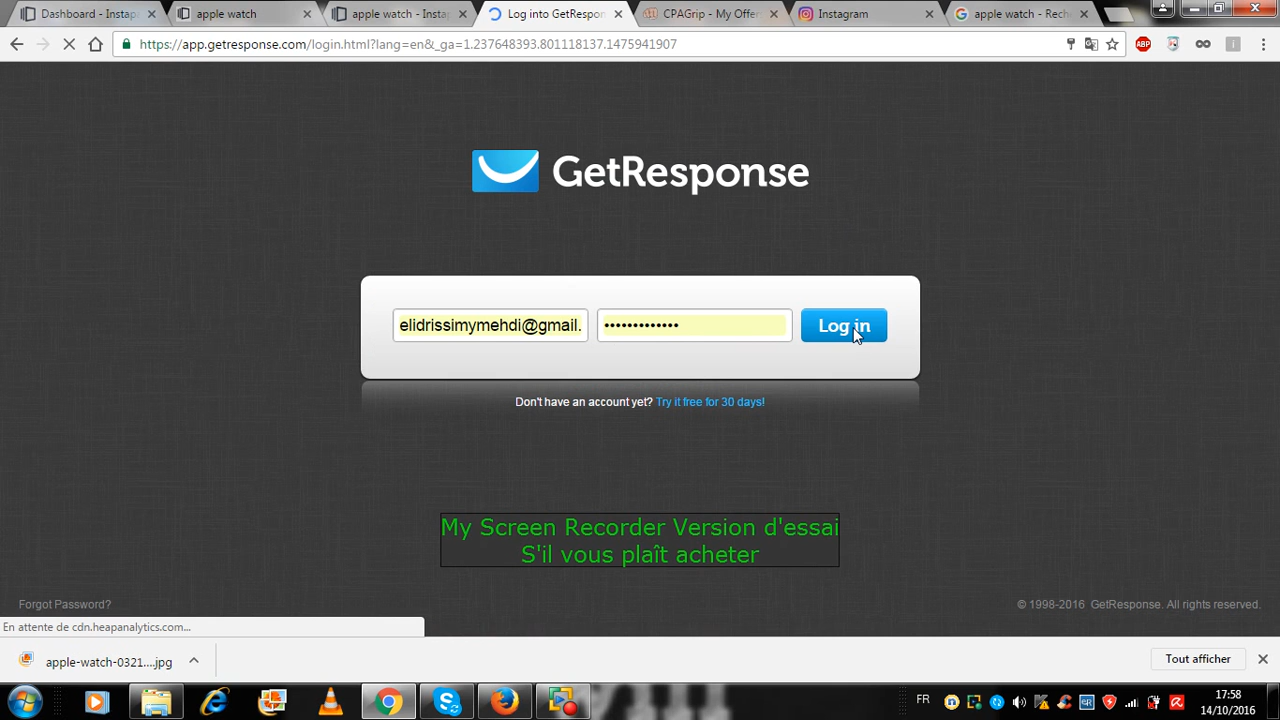 Dashboard - Instap
apple watch
apple watch - Instap
Log into GetRespon
CPAGrip - My Offer
Instagram
apple watch - Rech
https://app.getresponse.com/login.html?lang=en&_ga=1.237648393.801118137.1475941907
ABP
GetResponse
elidrissimymehdi@gmail.
•••••••••••••
Log in
Don't have an account yet? Try it free for 30 days!
My Screen Recorder Version d'essai
S'il vous plaît acheter
Forgot Password?
© 1998-2016 GetResponse. All rights reserved.
En attente de cdn.heapanalytics.com...
apple-watch-0321....jpg
Tout afficher
FR
17:58
14/10/2016